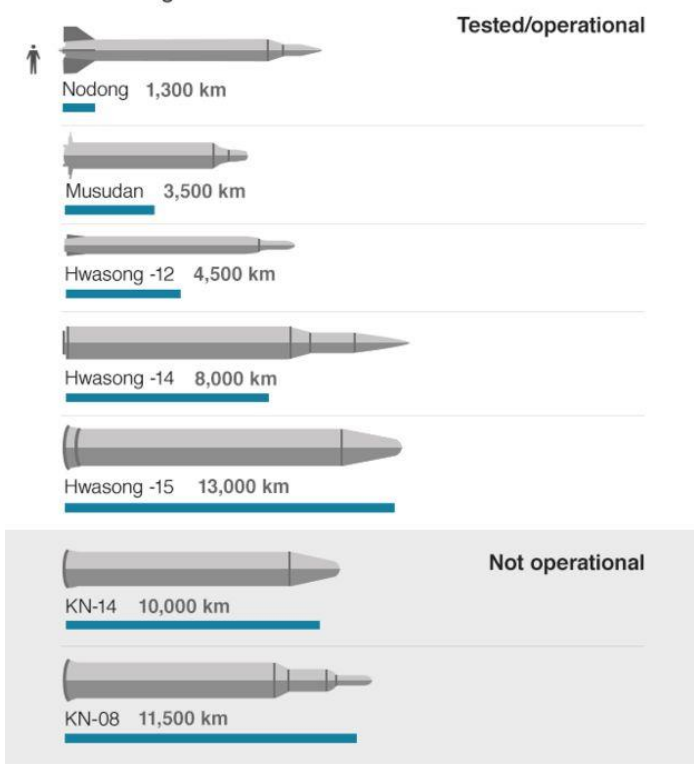 Tested/operational
Nodong 1,300 km
Musudan 3,500 km
Hwasong -12 4,500 km
Hwasong -14 8,000 km
Hwasong -15 13,000 km
Not operational
KN-14 10,000 km
KN-08 11,500 km